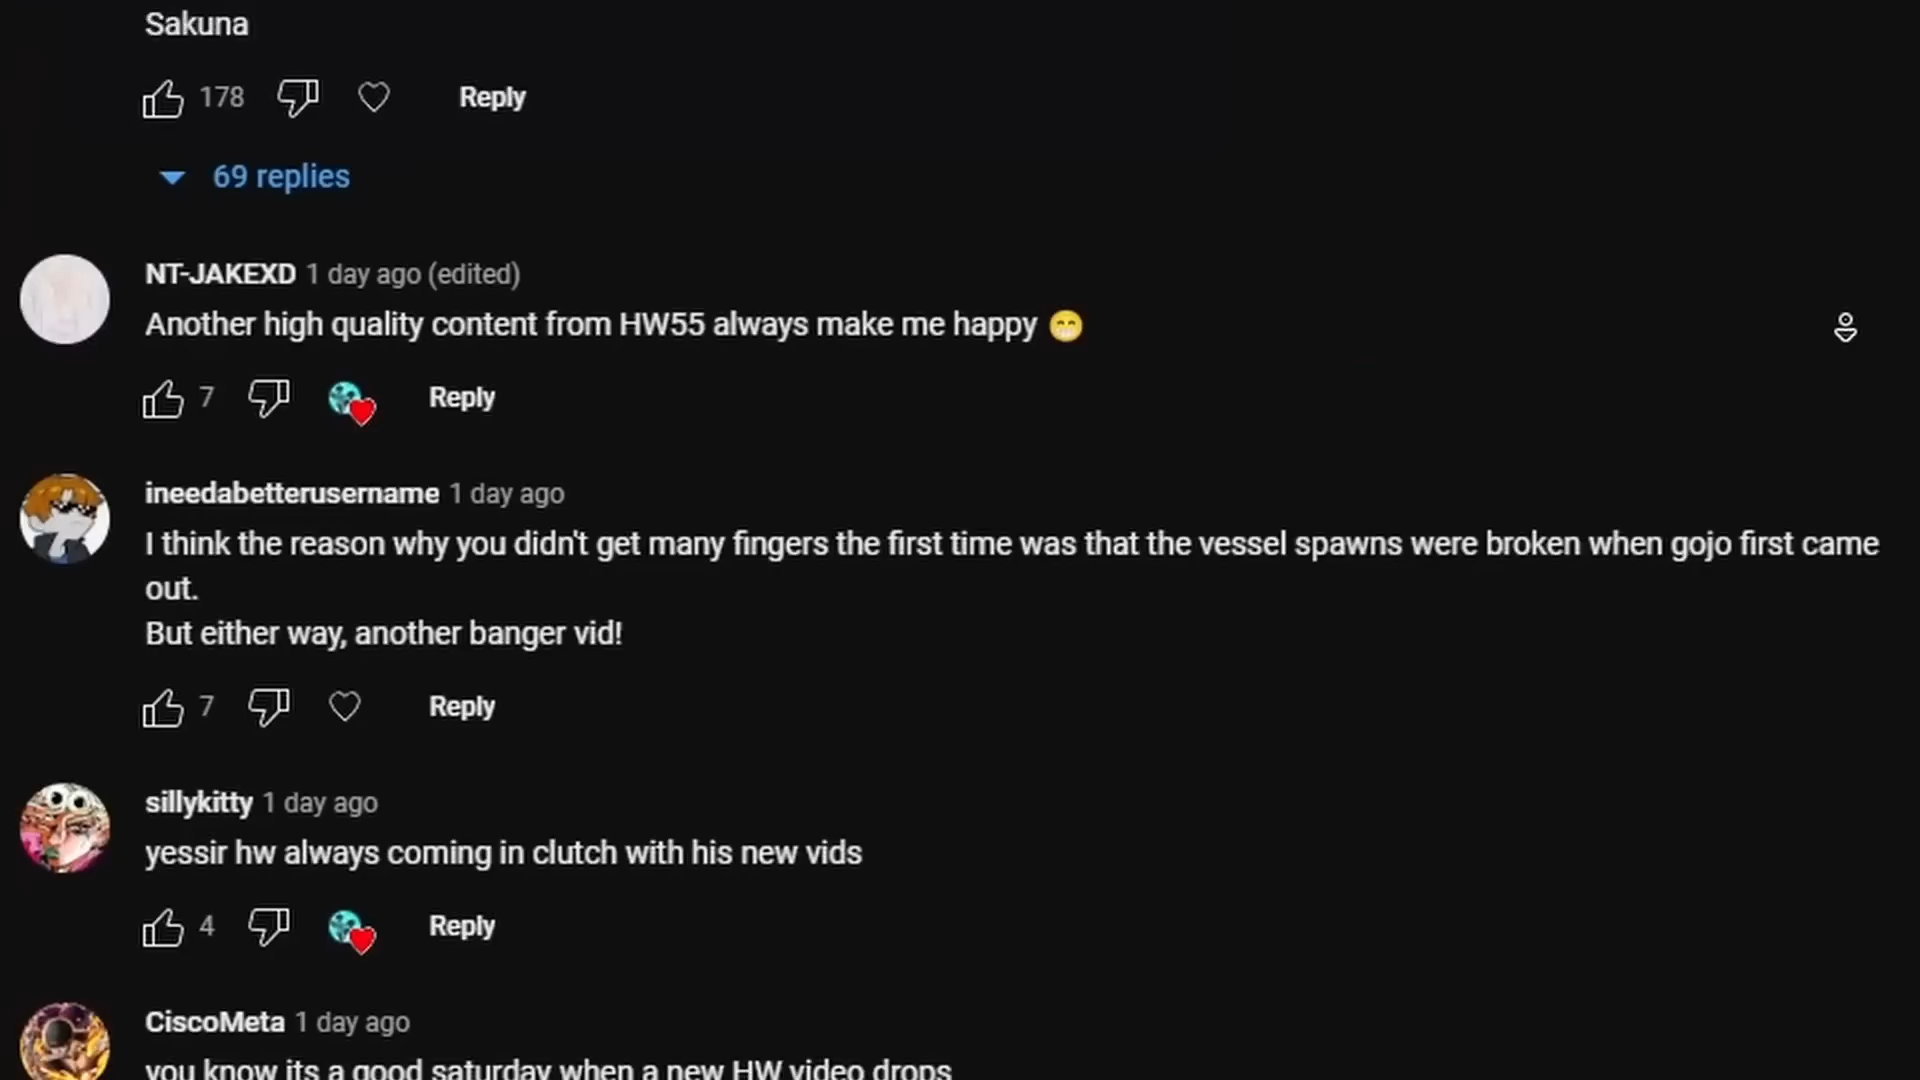 Sakuna
178 Reply
69 replies
NT-JAKEXD 1 day ago (edited)
Another high quality content from HW55 always make me happy 😁
7 Reply
ineedabetterusername 1 day ago
I think the reason why you didn't get many fingers the first time was that the vessel spawns were broken when gojo first came
out.
But either way, another banger vid!
7 Reply
sillykitty 1 day ago
yessir hw always coming in clutch with his new vids
4 Reply
CiscoMeta 1 day ago
you know its a good saturday when a new HW video drops